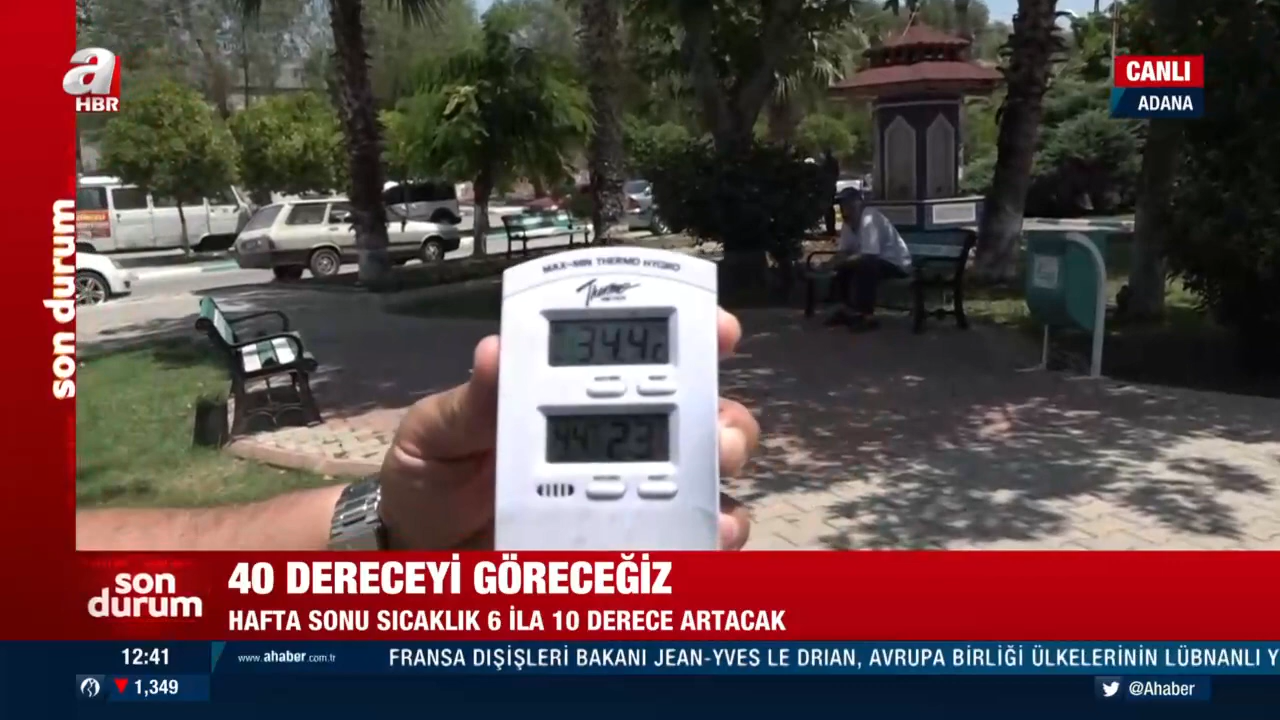 a
HBR
CANLI
ADANA
son durum
MAX-MIN THERMO HYGRO
34.4c
44 23
son
durum
40 DERECEYİ GÖRECEĞİZ
HAFTA SONU SICAKLIK 6 İLA 10 DERECE ARTACAK
12:41
www.ahaber.com.tr
FRANSA DIŞİŞLERİ BAKANI JEAN-YVES LE DRIAN, AVRUPA BİRLİĞİ ÜLKELERİNİN LÜBNANLI Y
1,349
@Ahaber